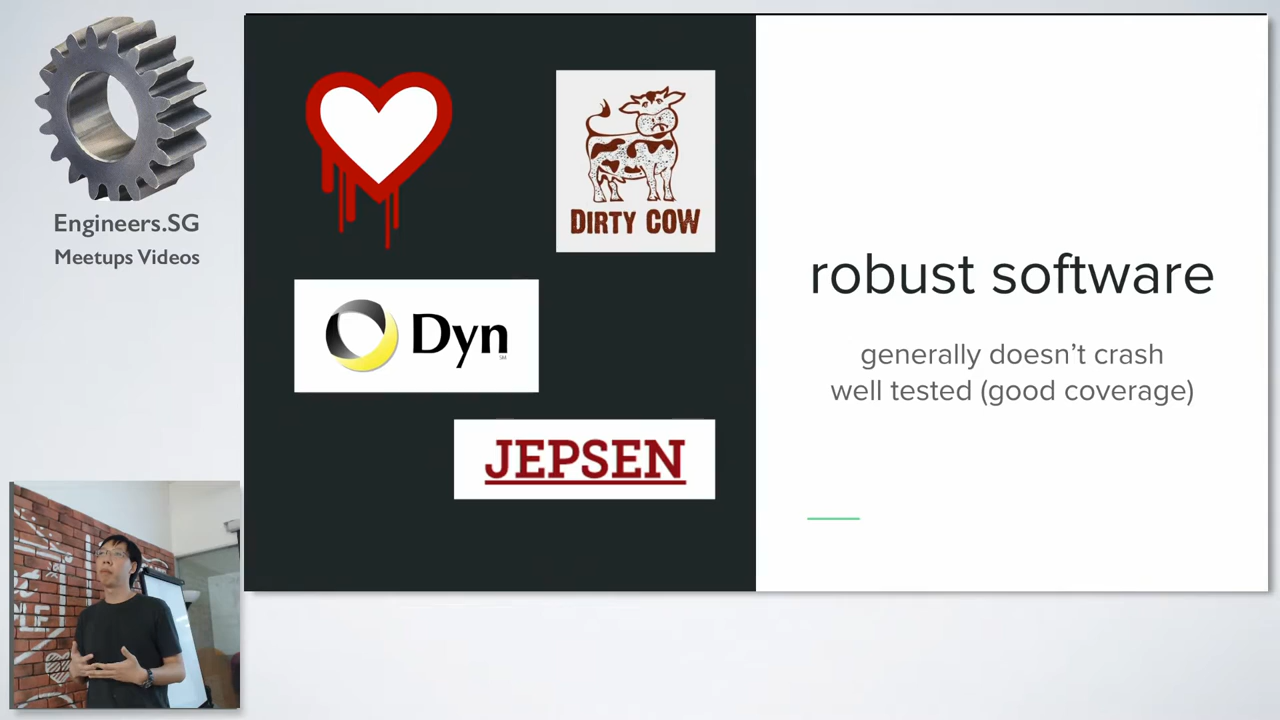 Engineers.SG
Meetups Videos
DIRTY COW
Dyn
JEPSEN
robust software
generally doesn't crash
well tested (good coverage)